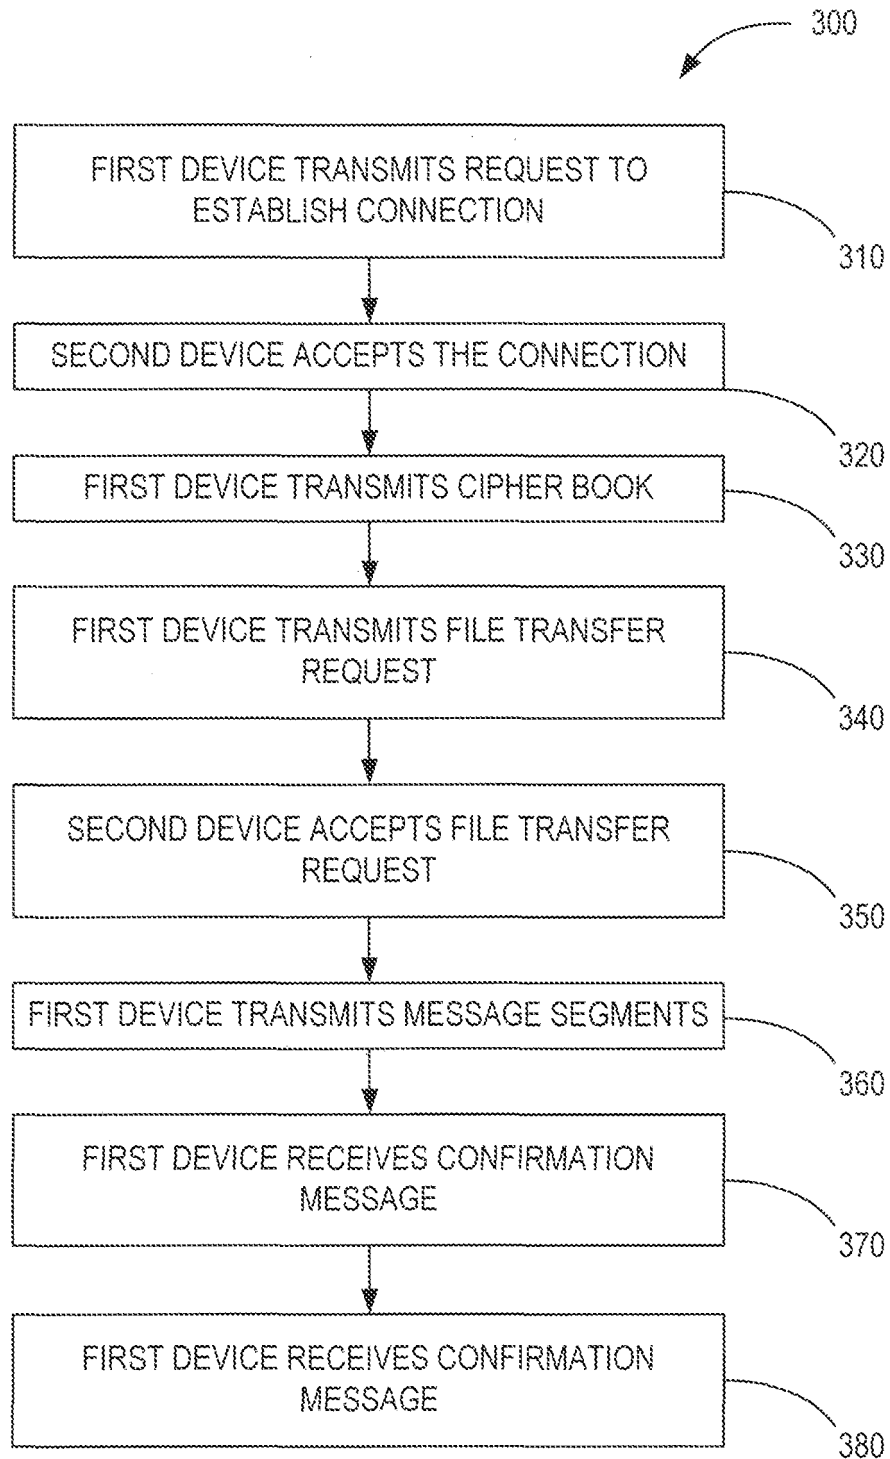 300
FIRST DEVICE TRANSMITS REQUEST TO
ESTABLISH CONNECTION
310
SECOND DEVICE ACCEPTS THE CONNECTION
320
FIRST DEVICE TRANSMITS CIPHER BOOK
330
FIRST DEVICE TRANSMITS FILE TRANSFER
REQUEST
340
SECOND DEVICE ACCEPTS FILE TRANSFER
REQUEST
350
FIRST DEVICE TRANSMITS MESSAGE SEGMENTS
360
FIRST DEVICE RECEIVES CONFIRMATION
MESSAGE
370
FIRST DEVICE RECEIVES CONFIRMATION
MESSAGE
380